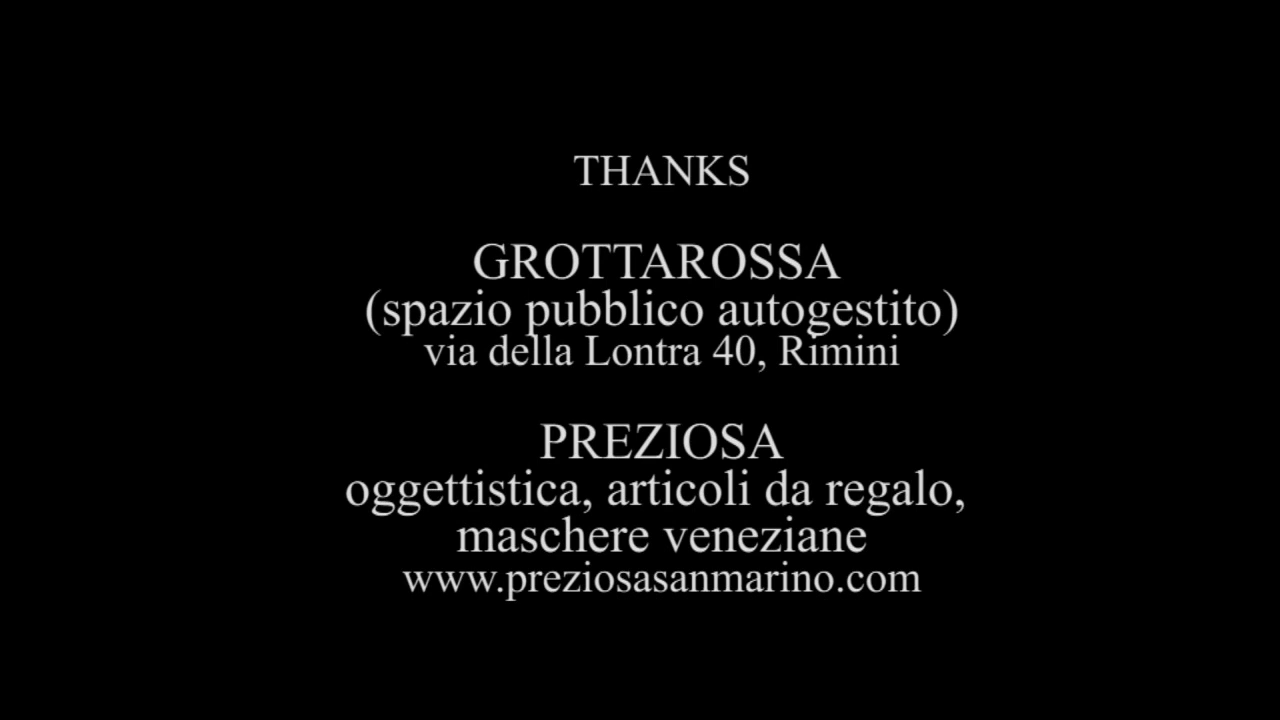 THANKS
GROTTAROSSA
(spazio pubblico autogestito)
via della Lontra 40, Rimini
PREZIOSA
oggettistica, articoli da regalo,
maschere veneziane
www.preziosasanmarino.com